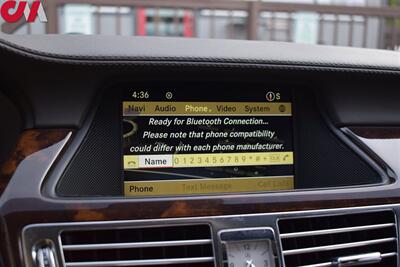 CMA
4:36 S
Navi Audio Phone Video System
Ready for Bluetooth Connection...
Please note that phone compatibility
could differ with each phone manufacturer.
Name 0 1 2 3 4 5 6 7 8 9 * # +
Phone Text Message Call Lists